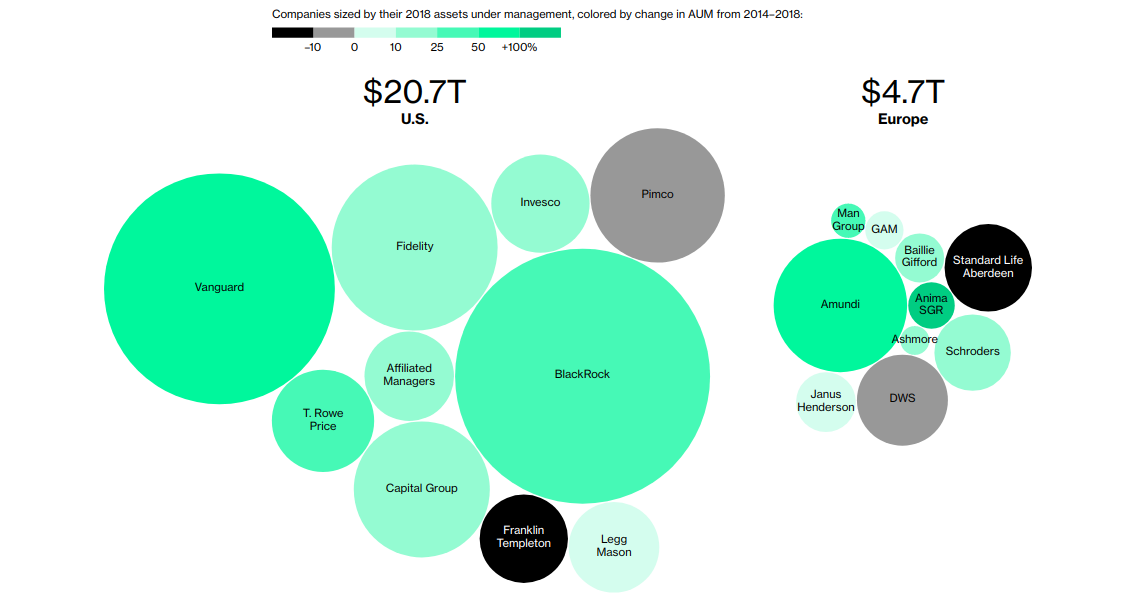 Companies sized by their 2018 assets under management, colored by change in AUM from 2014–2018:
–10 0 10 25 50 +100%
$20.7T
U.S.
$4.7T
Europe
Vanguard
Fidelity
Invesco
Pimco
Affiliated
Managers
BlackRock
T. Rowe
Price
Capital Group
Franklin
Templeton
Legg
Mason
Man
Group
GAM
Baillie
Gifford
Standard Life
Aberdeen
Amundi
Anima
SGR
Ashmore
Schroders
Janus
Henderson
DWS